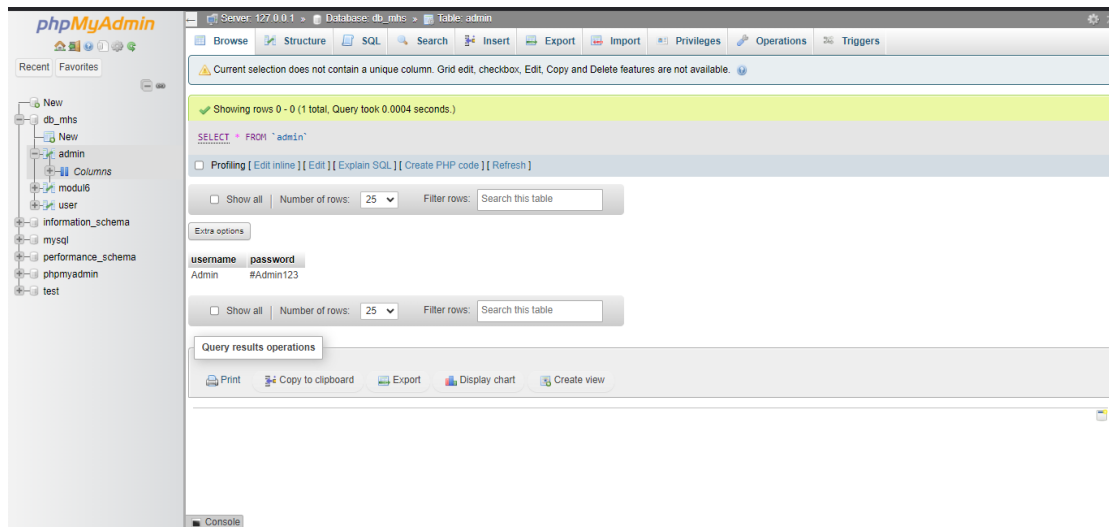 phpMyAdmin
Recent Favorites
New
db_mhs
New
admin
Columns
modul6
user
information_schema
mysql
performance_schema
phpmyadmin
test
Server: 127.0.0.1 » Database: db_mhs » Table: admin
Browse Structure SQL Search Insert Export Import Privileges Operations Triggers
Current selection does not contain a unique column. Grid edit, checkbox, Edit, Copy and Delete features are not available.
Showing rows 0 - 0 (1 total, Query took 0.0004 seconds.)
SELECT * FROM `admin`
Profiling [ Edit inline ] [ Edit ] [ Explain SQL ] [ Create PHP code ] [ Refresh ]
Show all | Number of rows: 25 Filter rows: Search this table
Extra options
username password
Admin #Admin123
Show all | Number of rows: 25 Filter rows: Search this table
Query results operations
Print Copy to clipboard Export Display chart Create view
Console